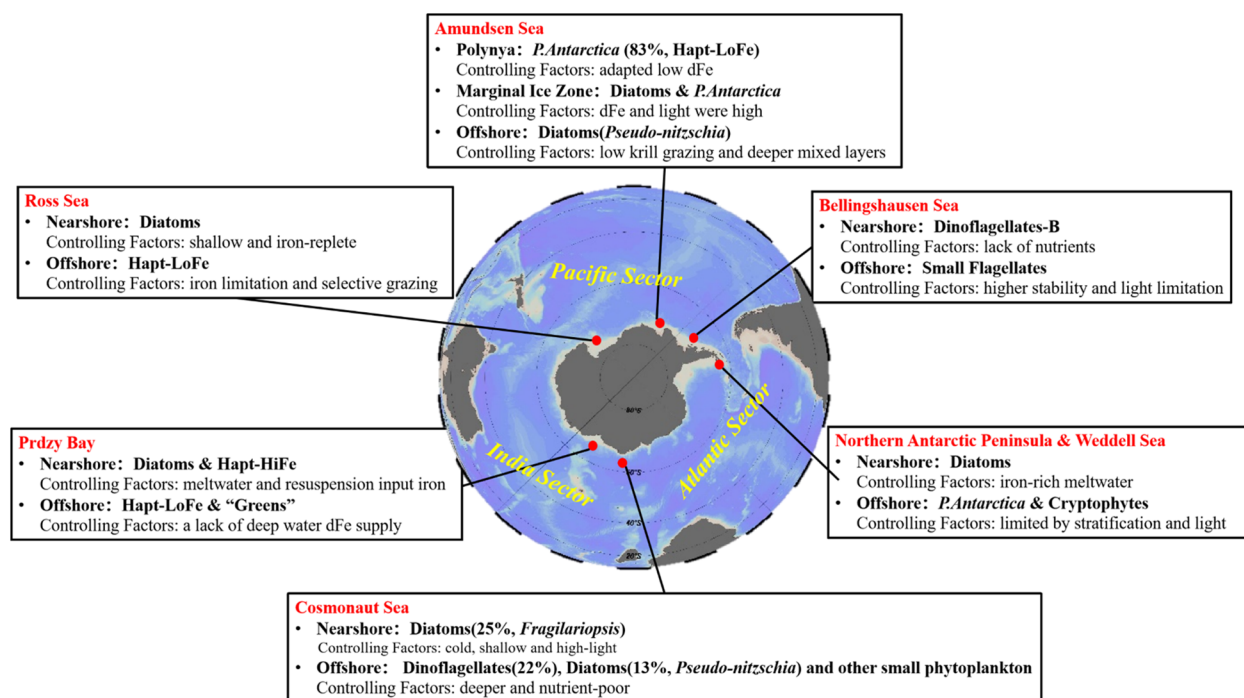 Amundsen Sea
• Polynya： P.Antarctica (83%, Hapt-LoFe)
Controlling Factors: adapted low dFe
• Marginal Ice Zone： Diatoms & P.Antarctica
Controlling Factors: dFe and light were high
• Offshore： Diatoms(Pseudo-nitzschia)
Controlling Factors: low krill grazing and deeper mixed layers
Ross Sea
• Nearshore： Diatoms
Controlling Factors: shallow and iron-replete
• Offshore： Hapt-LoFe
Controlling Factors: iron limitation and selective grazing
Bellingshausen Sea
• Nearshore： Dinoflagellates-B
Controlling Factors: lack of nutrients
• Offshore： Small Flagellates
Controlling Factors: higher stability and light limitation
Pacific Sector
India Sector
Atlantic Sector
40°S
20°S
Prdzy Bay
• Nearshore： Diatoms & Hapt-HiFe
Controlling Factors: meltwater and resuspension input iron
• Offshore： Hapt-LoFe & “Greens”
Controlling Factors: a lack of deep water dFe supply
Northern Antarctic Peninsula & Weddell Sea
• Nearshore： Diatoms
Controlling Factors: iron-rich meltwater
• Offshore： P.Antarctica & Cryptophytes
Controlling Factors: limited by stratification and light
Cosmonaut Sea
• Nearshore： Diatoms(25%, Fragilariopsis)
Controlling Factors: cold, shallow and high-light
• Offshore： Dinoflagellates(22%), Diatoms(13%, Pseudo-nitzschia) and other small phytoplankton
Controlling Factors: deeper and nutrient-poor